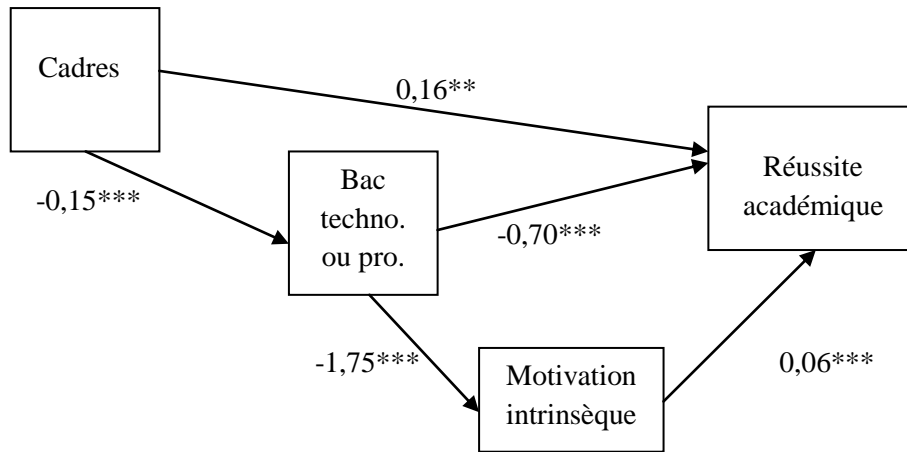 Cadres
0,16**
-0,15***
Bac
techno.
ou pro.
Réussite
académique
-0,70***
-1,75***
Motivation
intrinsèque
0,06***